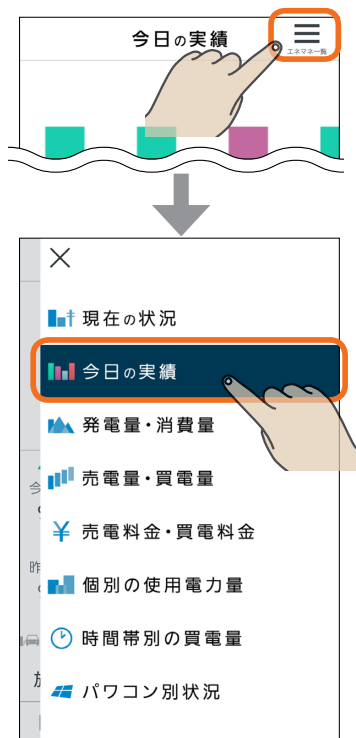 今日の実績
エネマネ一覧
現在の状況
今日の実績
発電量・消費量
売電量・買電量
今
¥ 売電料金・買電料金
昨
個別の使用電力量
時間帯別の買電量
パワコン別状況